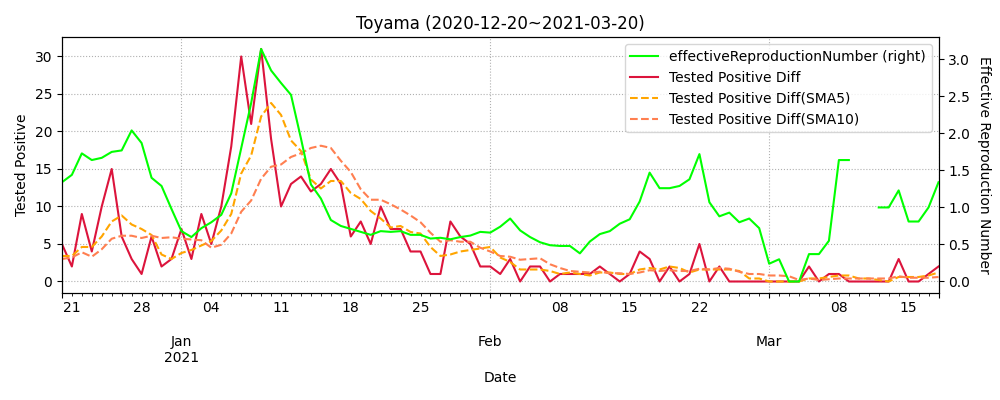 Toyama (2020-12-20~2021-03-20)
effectiveReproductionNumber (right)
Tested Positive Diff
Tested Positive Diff(SMA5)
Tested Positive Diff(SMA10)
Tested Positive
30
25
20
15
10
5
0
Effective Reproduction Number
3.0
2.5
2.0
1.5
1.0
0.5
0.0
21 28 04 11 18 25 08 15 22 08 15
Jan Feb Mar
2021
Date